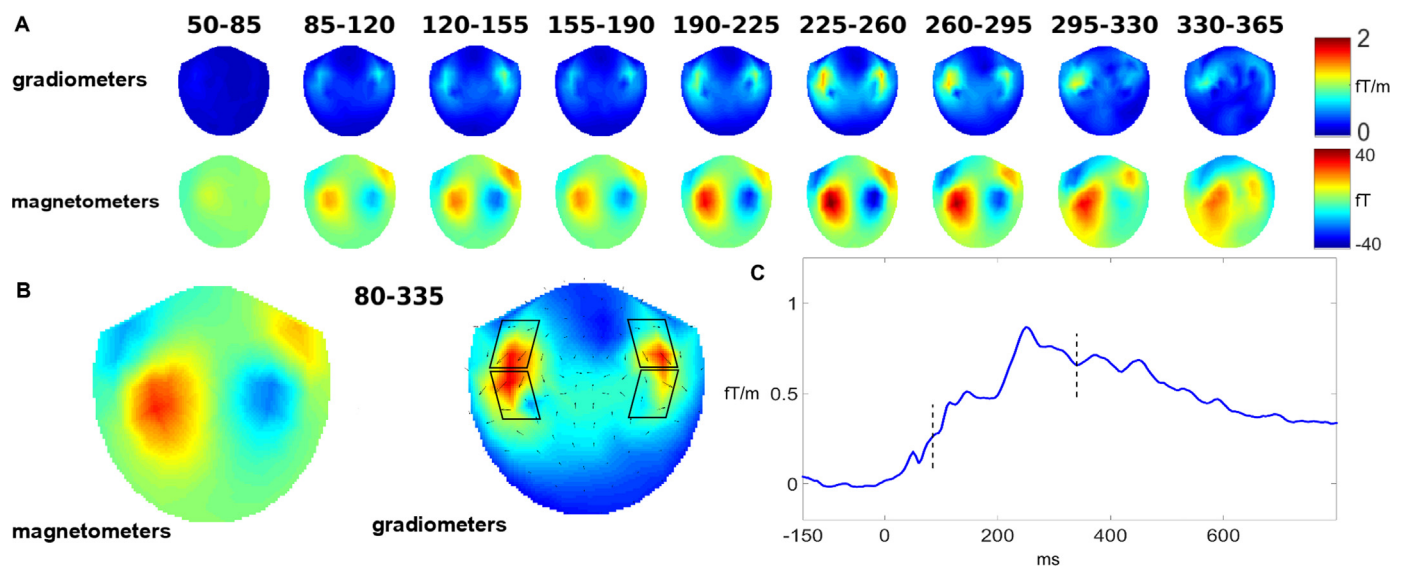 A
50-85 85-120 120-155 155-190 190-225 225-260 260-295 295-330 330-365
gradiometers
2
fT/m
0
magnetometers
40
fT
-40
B
80-335
magnetometers
gradiometers
C
1
fT/m 0.5
0
-150 0 200 400 600
ms